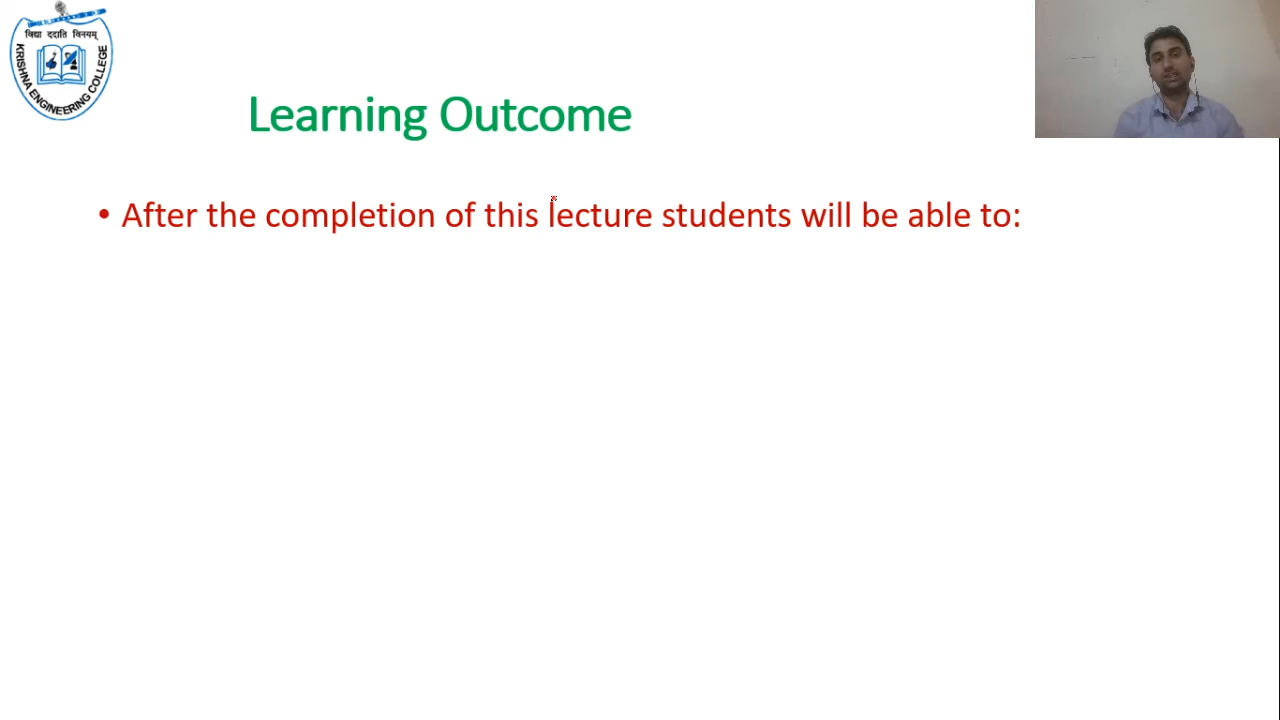 विद्या ददाति विनयम्
KRISHNA ENGINEERING COLLEGE
Learning Outcome
• After the completion of this lecture students will be able to: